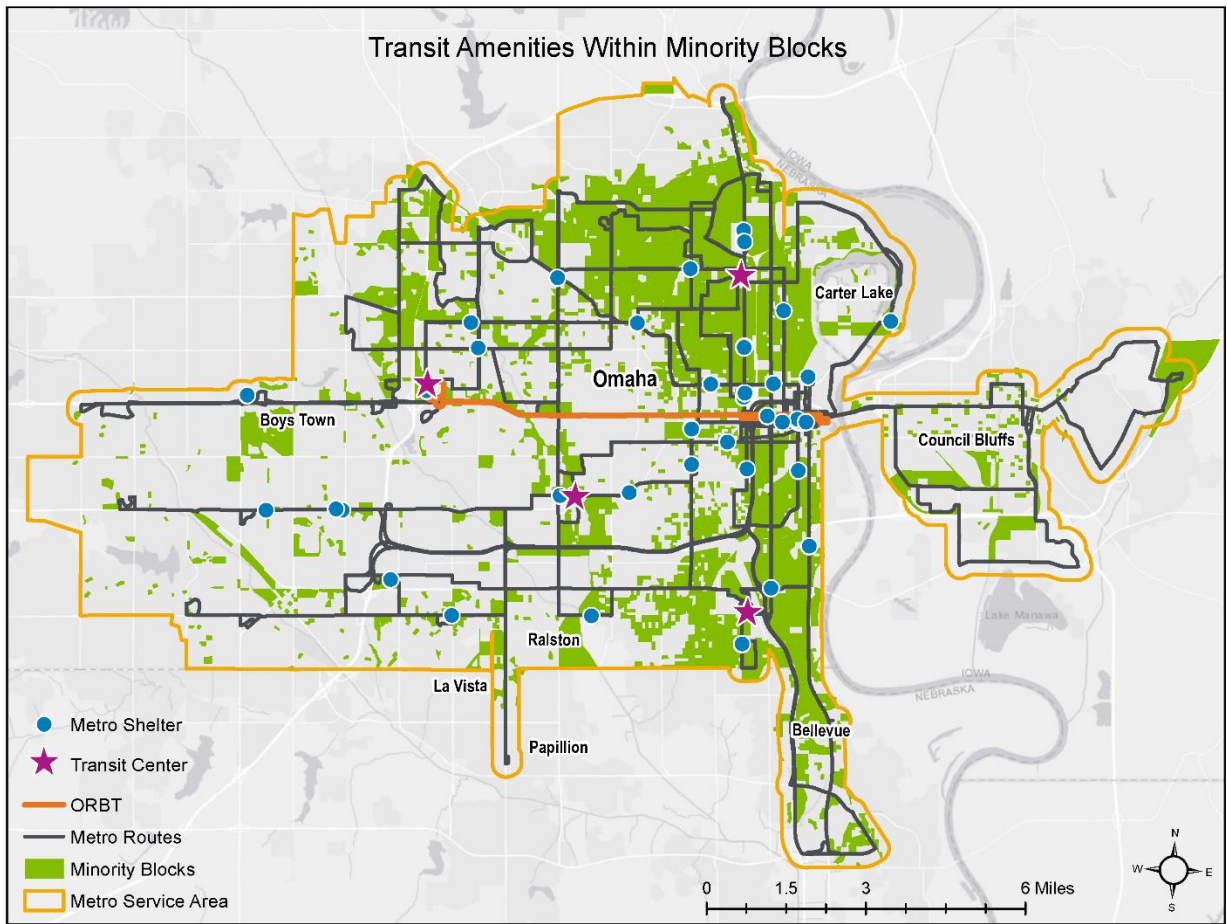 Transit Amenities Within Minority Blocks
IOWA
NEBRASKA
Carter Lake
Omaha
Boys Town
Council Bluffs
Lake Manawa
Ralston
IOWA
NEBRASKA
La Vista
Bellevue
Papillion
Metro Shelter
Transit Center
ORBT
Metro Routes
Minority Blocks
Metro Service Area
0 1.5 3 6 Miles
N
W E
S